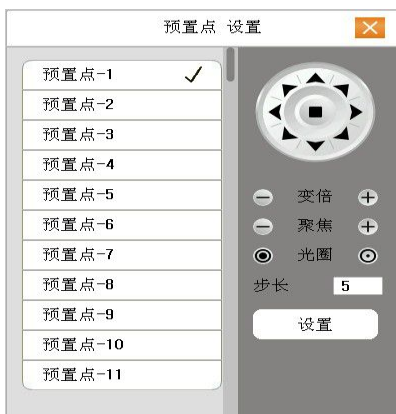 预置点 设置
预置点-1
预置点-2
预置点-3
预置点-4
预置点-5
预置点-6
预置点-7
预置点-8
预置点-9
预置点-10
预置点-11
变倍
聚焦
光圈
步长 5
设置